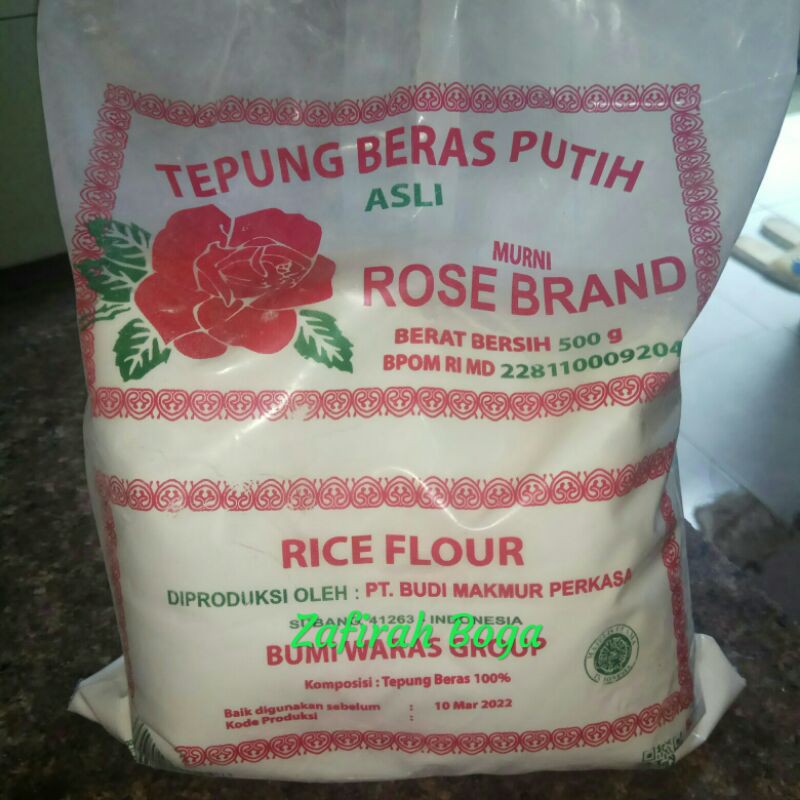 TEPUNG BERAS PUTIH
ASLI
MURNI
ROSE BRAND
BERAT BERSIH 500 g
BPOM RI MD 228110009204
RICE FLOUR
DIPRODUKSI OLEH : PT. BUDI MAKMUR PERKASA
SUBANG 41263 INDONESIA
Zafirah Boga
BUMI WARAS GROUP
Komposisi : Tepung Beras 100%
Baik digunakan sebelum : 10 Mar 2022
Kode Produksi :